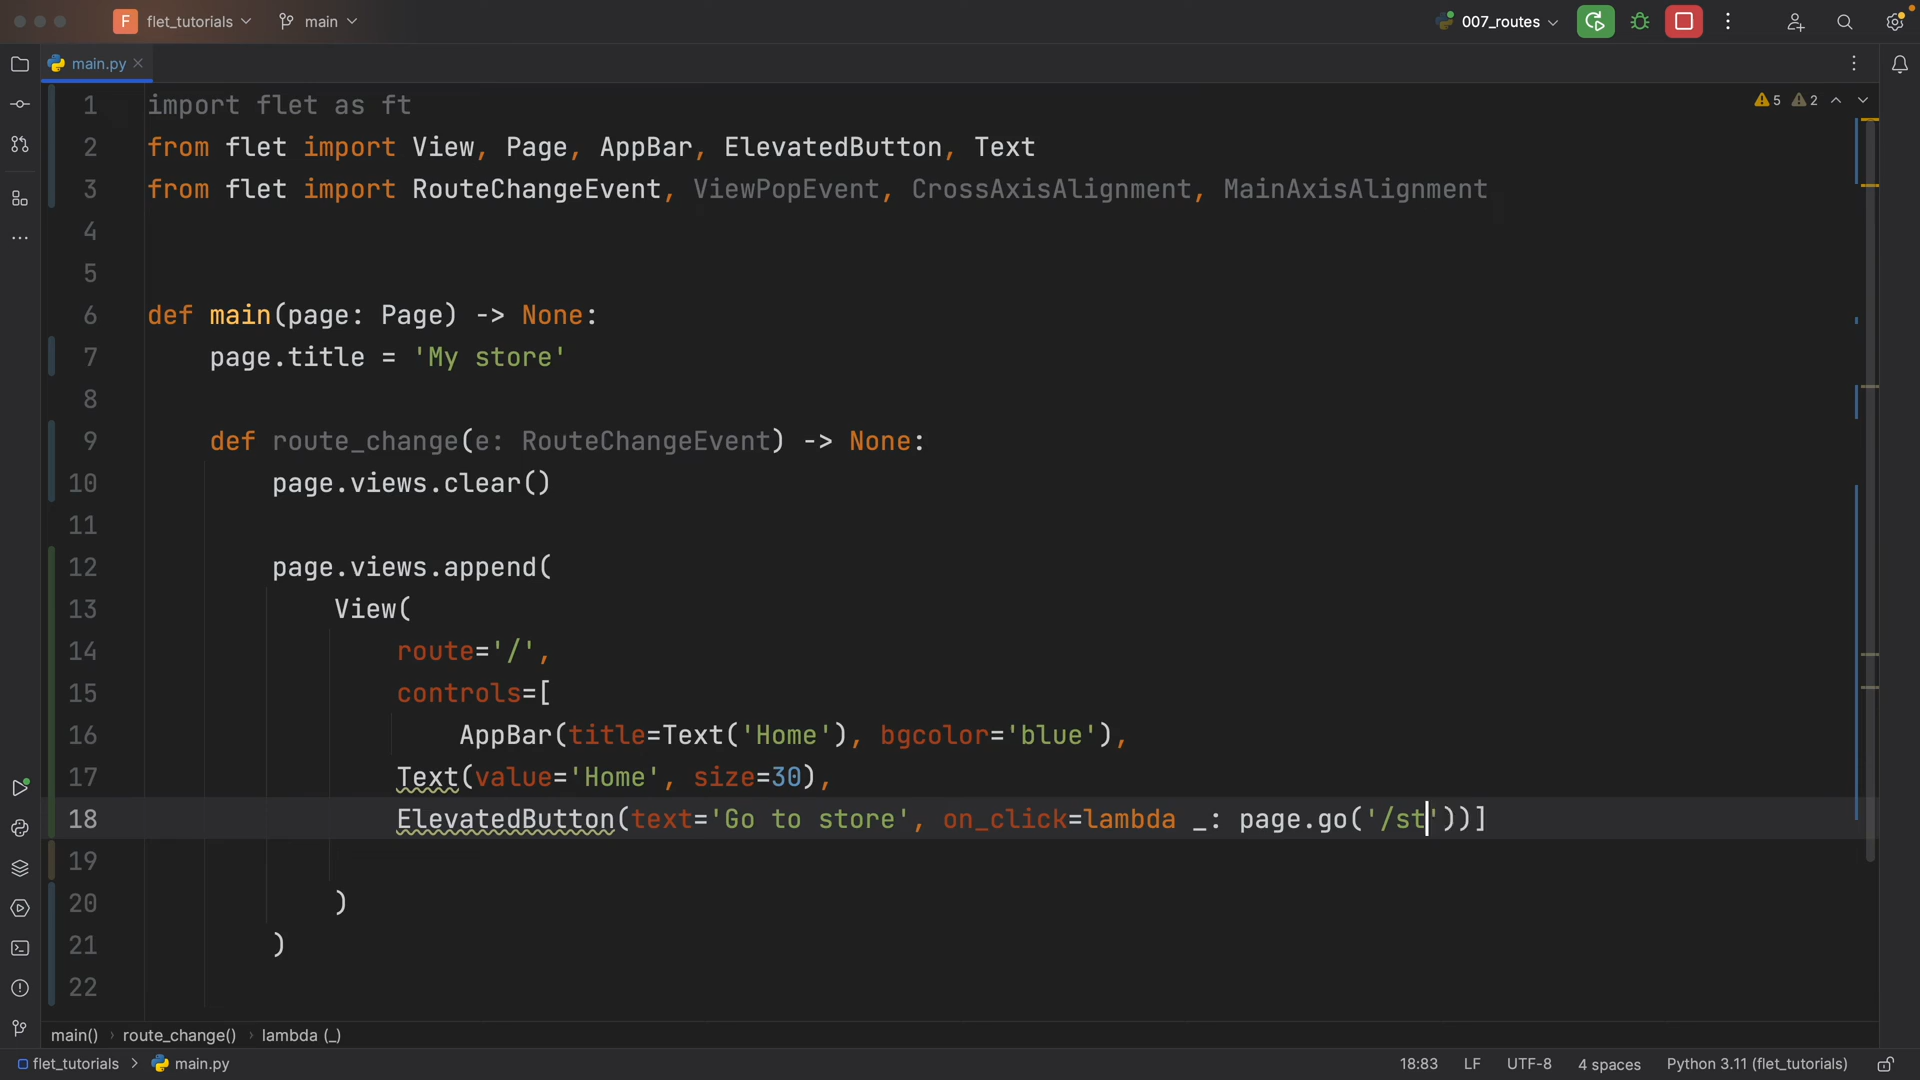 F flet_tutorials main 007_routes
main.py
5 2
1 import flet as ft
2 from flet import View, Page, AppBar, ElevatedButton, Text
3 from flet import RouteChangeEvent, ViewPopEvent, CrossAxisAlignment, MainAxisAlignment
4
5
6 def main(page: Page) -> None:
7 page.title = 'My store'
8
9 def route_change(e: RouteChangeEvent) -> None:
10 page.views.clear()
11
12 page.views.append(
13 View(
14 route='/',
15 controls=[
16 AppBar(title=Text('Home'), bgcolor='blue'),
17 Text(value='Home', size=30),
18 ElevatedButton(text='Go to store', on_click=lambda _: page.go('/st'))]
19
20 )
21 )
22
main() › route_change() › lambda (_)
flet_tutorials > main.py 18:83 LF UTF-8 4 spaces Python 3.11 (flet_tutorials)